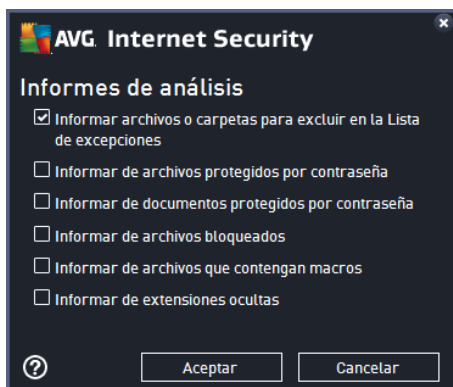 AVG Internet Security
Informes de análisis
Informar archivos o carpetas para excluir en la Lista
de excepciones
Informar de archivos protegidos por contraseña
Informar de documentos protegidos por contraseña
Informar de archivos bloqueados
Informar de archivos que contengan macros
Informar de extensiones ocultas
? Aceptar Cancelar